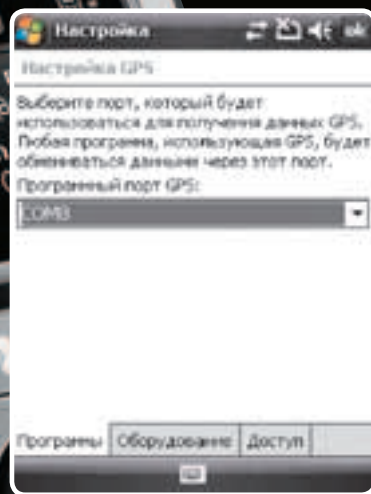 Настройка
ok
Настройка GPS
Выберите порт, который будет
использоваться для получения данных GPS.
Любая программа, использующая GPS, будет
обмениваться данными через этот порт.
Программный порт GPS:
Программы Оборудование Доступ